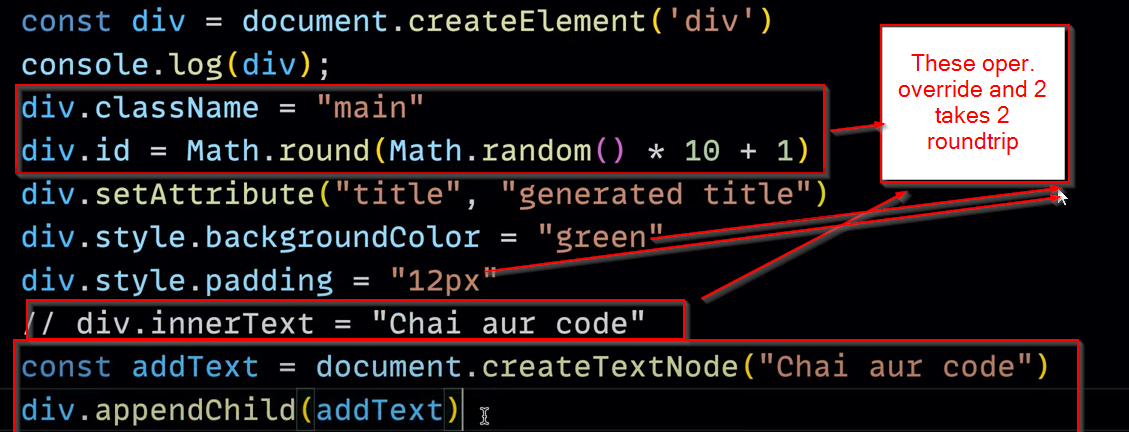 const div = document.createElement('div')
console.log(div);
div.className = "main"
div.id = Math.round(Math.random() * 10 + 1)
div.setAttribute("title", "generated title")
div.style.backgroundColor = "green"
div.style.padding = "12px"
// div.innerText = "Chai aur code"
const addText = document.createTextNode("Chai aur code")
div.appendChild(addText)
These oper.
override and 2
takes 2
roundtrip